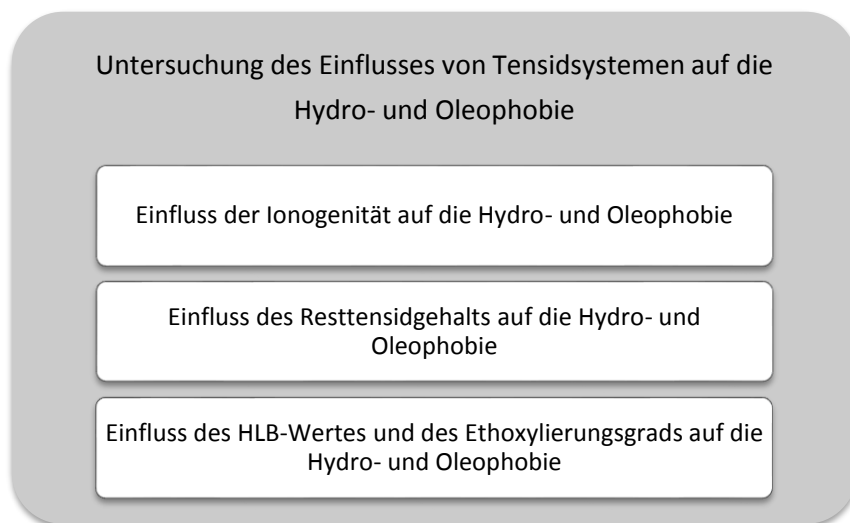 Untersuchung des Einflusses von Tensidsystemen auf die
Hydro- und Oleophobie
Einfluss der Ionogenität auf die Hydro- und Oleophobie
Einfluss des Resttensidgehalts auf die Hydro- und
Oleophobie
Einfluss des HLB-Wertes und des Ethoxylierungsgrads auf die
Hydro- und Oleophobie